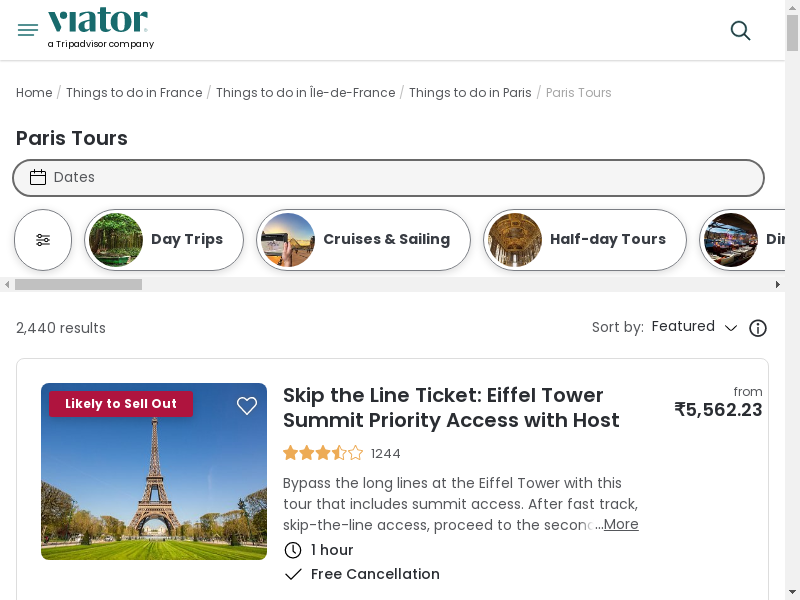 viator
a Tripadvisor company
Home / Things to do in France / Things to do in Île-de-France / Things to do in Paris / Paris Tours
Paris Tours
Dates
Day Trips
Cruises & Sailing
Half-day Tours
2,440 results
Sort by: Featured
Likely to Sell Out
Skip the Line Ticket: Eiffel Tower
Summit Priority Access with Host
from
₹5,562.23
1244
Bypass the long lines at the Eiffel Tower with this
tour that includes summit access. After fast track,
skip-the-line access, proceed to the secon ...More
1 hour
Free Cancellation